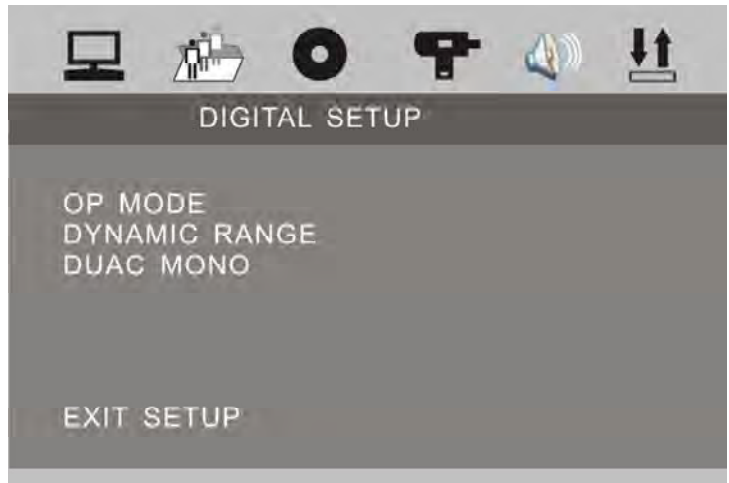 DIGITAL SETUP
OP MODE
DYNAMIC RANGE
DUAC MONO
EXIT SETUP